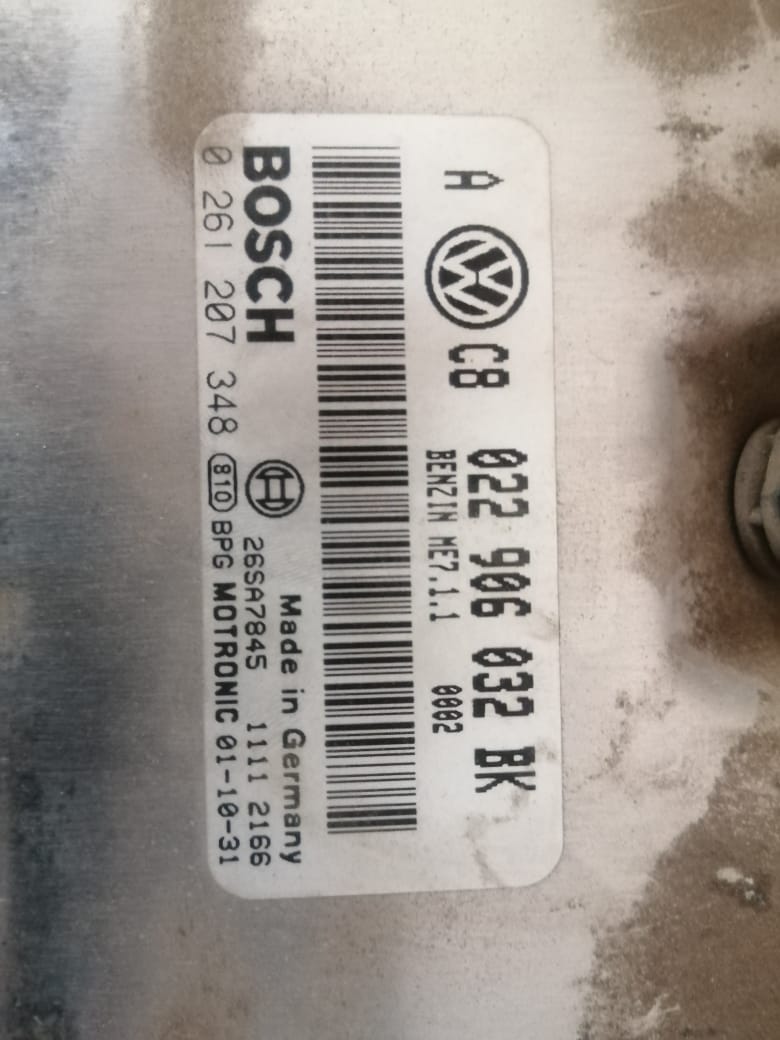 A C8 022 906 032 BK
BENZIN ME7.1.1 0002
BOSCH Made in Germany
26SA7845 1111 2166
0 261 207 348 810 BPG MOTRONIC 01-10-31